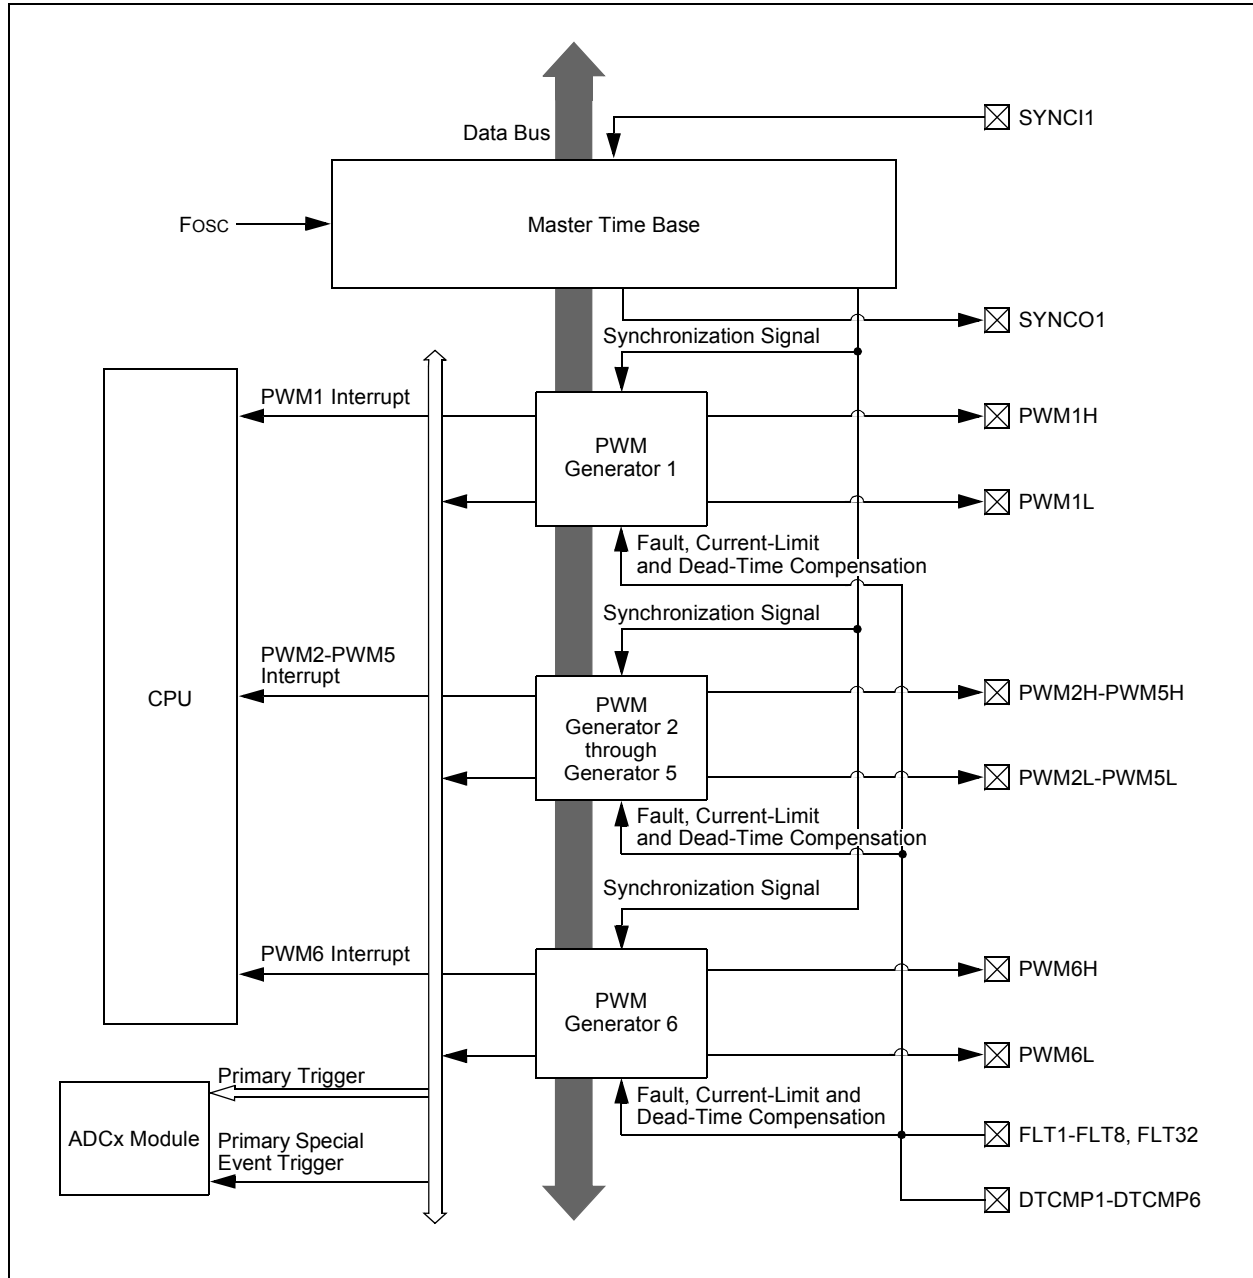 SYNCI1
Data Bus
Fosc
Master Time Base
SYNCO1
Synchronization Signal
PWM1 Interrupt
PWM
Generator 1
PWM1H
PWM1L
Fault, Current-Limit
and Dead-Time Compensation
Synchronization Signal
PWM2-PWM5
Interrupt
CPU
PWM
Generator 2
through
Generator 5
PWM2H-PWM5H
PWM2L-PWM5L
Fault, Current-Limit
and Dead-Time Compensation
Synchronization Signal
PWM6 Interrupt
PWM
Generator 6
PWM6H
PWM6L
Primary Trigger
ADCx Module
Primary Special
Event Trigger
Fault, Current-Limit and
Dead-Time Compensation
FLT1-FLT8, FLT32
DTCMP1-DTCMP6